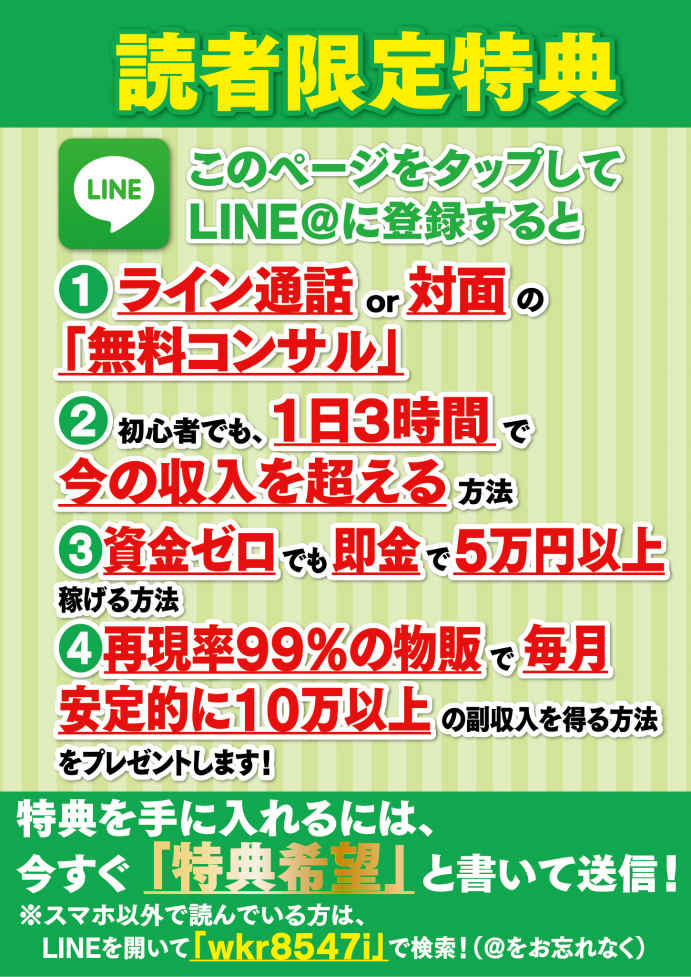 読者限定特典
LINE
このページをタップして
LINE@に登録すると
❶ライン通話 or 対面 の
「無料コンサル」
❷初心者でも、1日3時間で
今の収入を超える 方法
❸資金ゼロでも即金で5万円以上
稼げる方法
❹再現率99%の物販で毎月
安定的に10万以上の副収入を得る方法
をプレゼントします!
特典を手に入れるには、
今すぐ「特典希望」と書いて送信!
※スマホ以外で読んでいる方は、
LINEを開いて「wkr8547i」で検索!(@をお忘れなく)